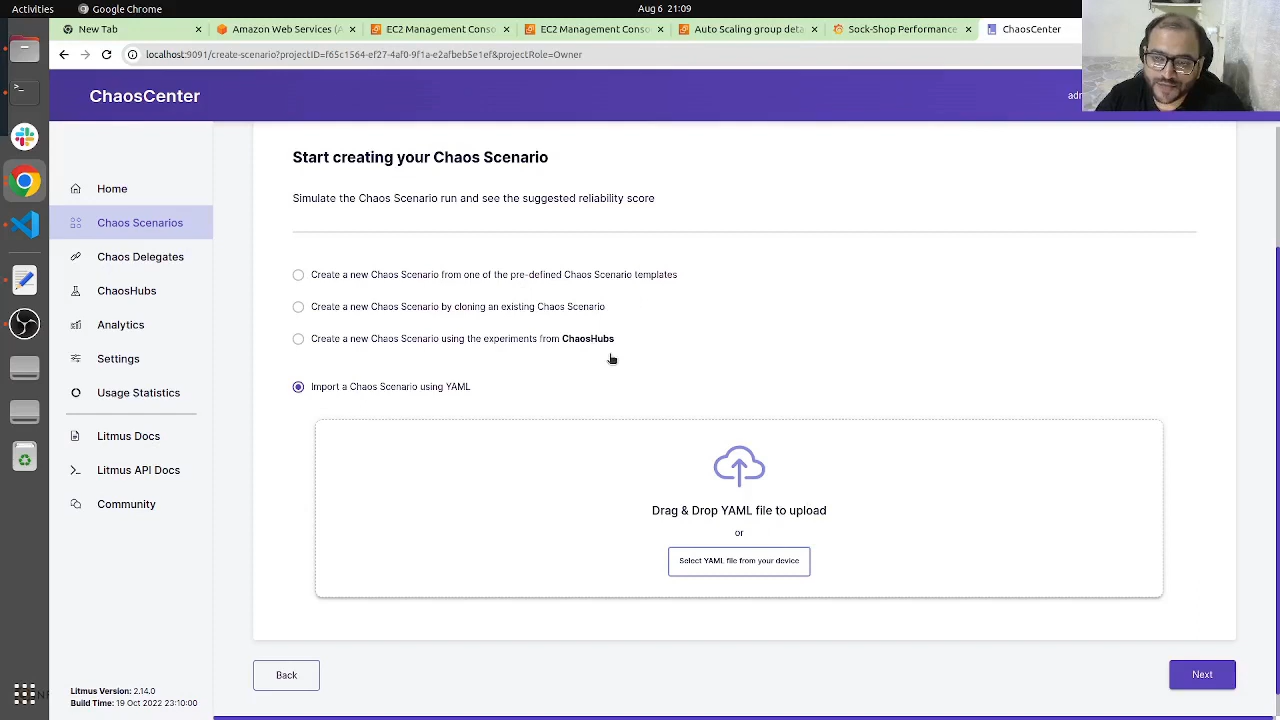 Activities
Google Chrome
Aug 6 21:09
New Tab
Amazon Web Services (A
EC2 Management Conso
EC2 Management Conso
Auto Scaling group deta
Sock-Shop Performance
ChaosCenter
localhost:9091/create-scenario?projectID=f65c1564-ef27-4af0-9f1a-e2afbeb5e1ef&projectRole=Owner
ChaosCenter
Home
Chaos Scenarios
Chaos Delegates
ChaosHubs
Analytics
Settings
Usage Statistics
Litmus Docs
Litmus API Docs
Community
Litmus Version: 2.14.0
Build Time: 19 Oct 2022 23:10:00
Start creating your Chaos Scenario
Simulate the Chaos Scenario run and see the suggested reliability score
Create a new Chaos Scenario from one of the pre-defined Chaos Scenario templates
Create a new Chaos Scenario by cloning an existing Chaos Scenario
Create a new Chaos Scenario using the experiments from ChaosHubs
Import a Chaos Scenario using YAML
Drag & Drop YAML file to upload
or
Select YAML file from your device
Back
Next